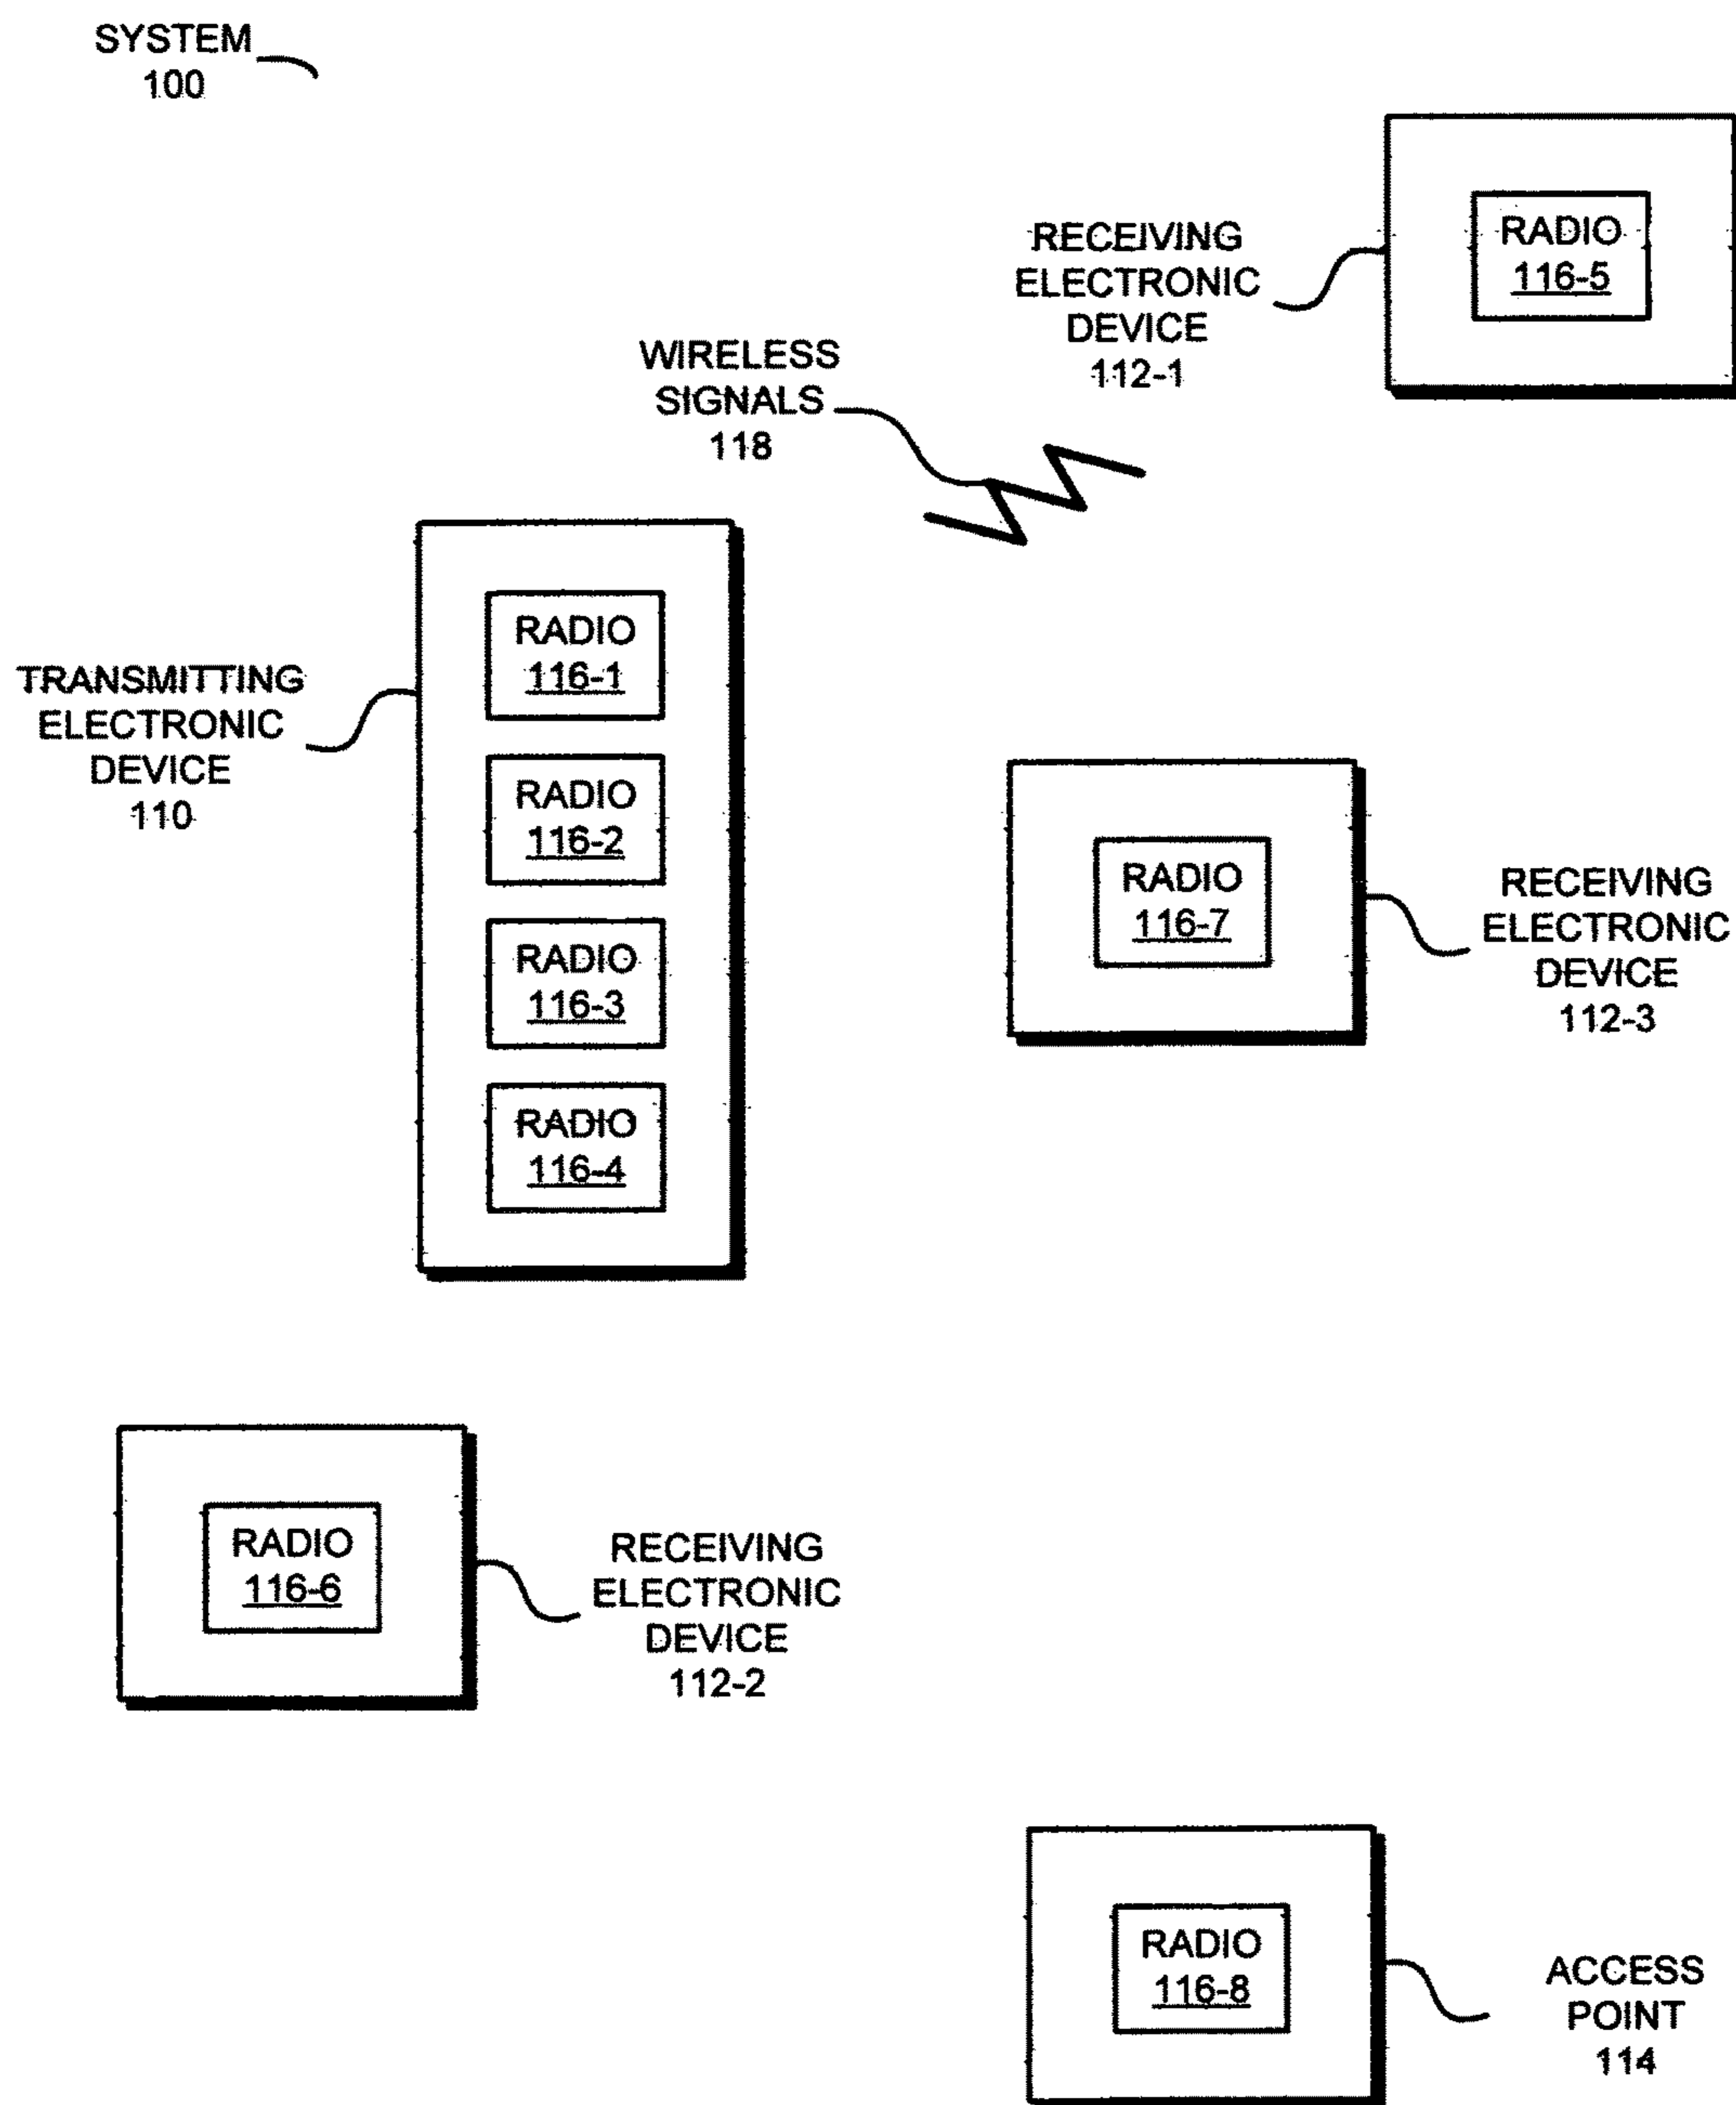 SYSTEM
100
RADIO
116-5
RECEIVING
ELECTRONIC
DEVICE
112-1
WIRELESS
SIGNALS
118
RADIO
116-1
TRANSMITTING
ELECTRONIC
DEVICE
110
RADIO
116-2
RADIO
116-3
RADIO
116-4
RADIO
116-7
RECEIVING
ELECTRONIC
DEVICE
112-3
RADIO
116-6
RECEIVING
ELECTRONIC
DEVICE
112-2
RADIO
116-8
ACCESS
POINT
114